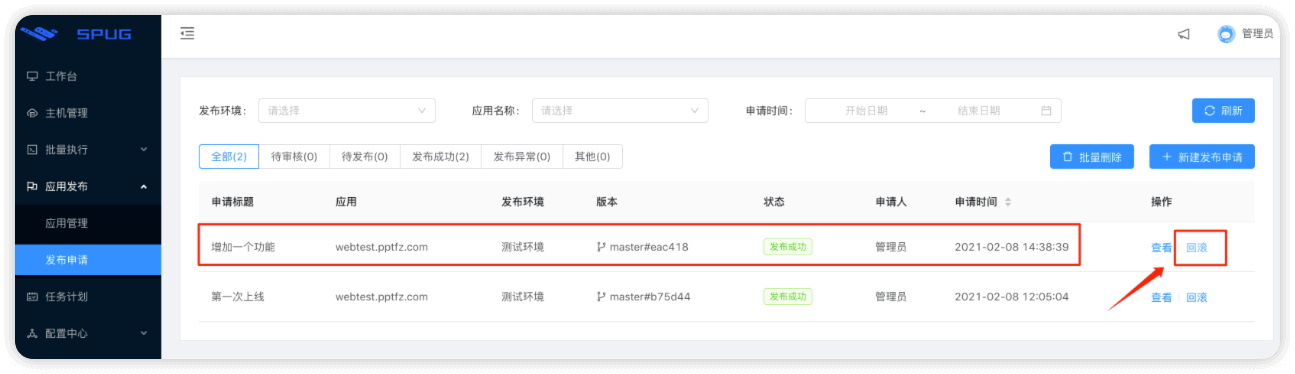 SPUG
管理员
工作台
主机管理
批量执行
应用发布
应用管理
发布申请
任务计划
配置中心
发布环境: 请选择 应用名称: 请选择 申请时间: 开始日期 ~ 结束日期 刷新
全部(2) 待审核(0) 待发布(0) 发布成功(2) 发布异常(0) 其他(0) 批量删除 + 新建发布申请
申请标题 应用 发布环境 版本 状态 申请人 申请时间 操作
增加一个功能 webtest.pptfz.com 测试环境 master#eac418 发布成功 管理员 2021-02-08 14:38:39 查看 回滚
第一次上线 webtest.pptfz.com 测试环境 master#b75d44 发布成功 管理员 2021-02-08 12:05:04 查看 回滚